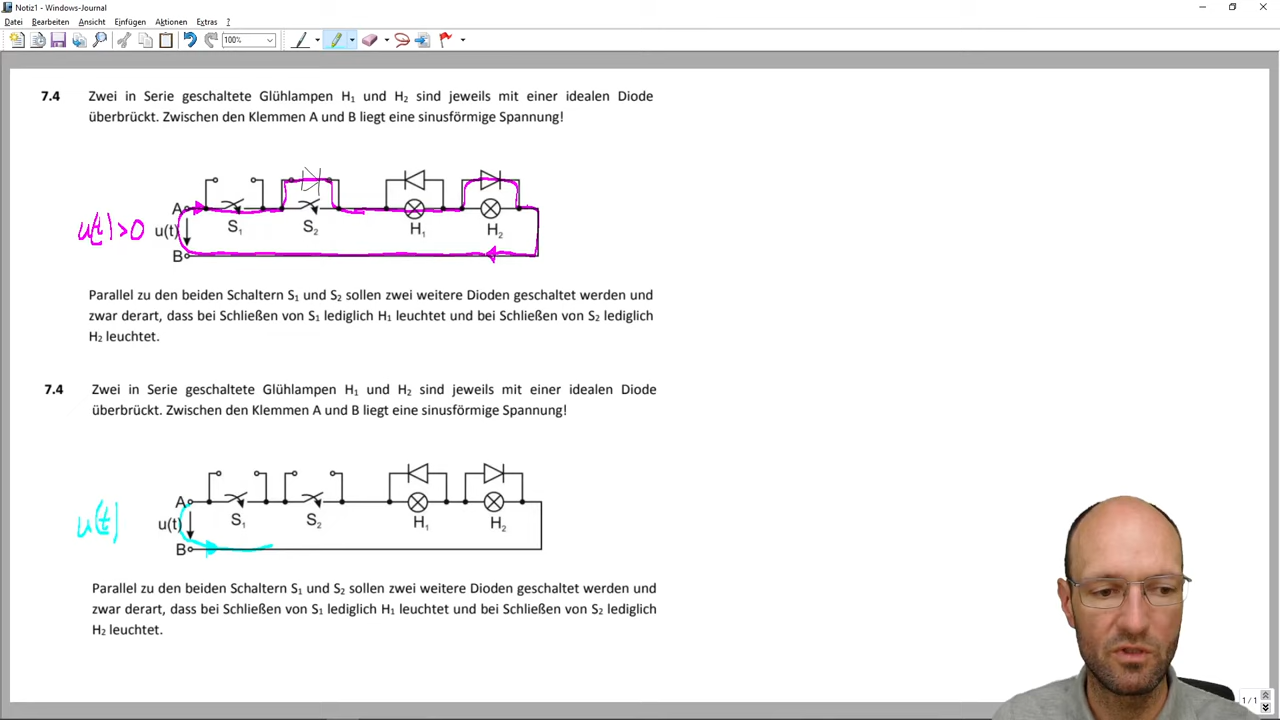 Notiz1 - Windows-Journal
Datei Bearbeiten Ansicht Einfügen Aktionen Extras ?
100%
7.4 Zwei in Serie geschaltete Glühlampen H₁ und H₂ sind jeweils mit einer idealen Diode
überbrückt. Zwischen den Klemmen A und B liegt eine sinusförmige Spannung!
A
u(t)>0 u(t) S₁ S₂ H₁ H₂
B
Parallel zu den beiden Schaltern S₁ und S₂ sollen zwei weitere Dioden geschaltet werden und
zwar derart, dass bei Schließen von S₁ lediglich H₁ leuchtet und bei Schließen von S₂ lediglich
H₂ leuchtet.
7.4 Zwei in Serie geschaltete Glühlampen H₁ und H₂ sind jeweils mit einer idealen Diode
überbrückt. Zwischen den Klemmen A und B liegt eine sinusförmige Spannung!
A
u(t) u(t) S₁ S₂ H₁ H₂
B
Parallel zu den beiden Schaltern S₁ und S₂ sollen zwei weitere Dioden geschaltet werden und
zwar derart, dass bei Schließen von S₁ lediglich H₁ leuchtet und bei Schließen von S₂ lediglich
H₂ leuchtet.
1/1